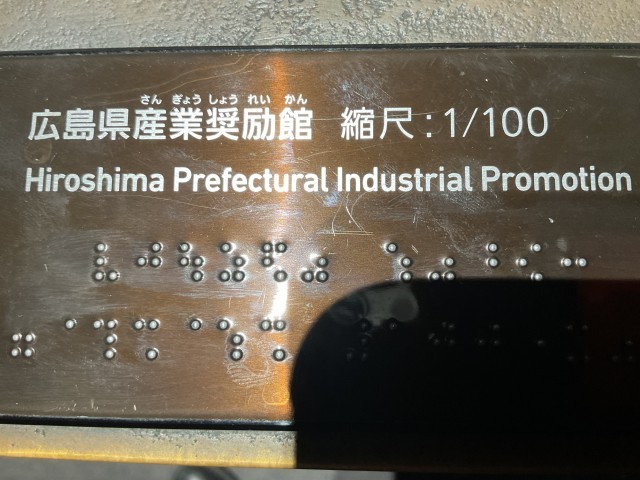 さん ぎょう しょう れい かん
広島県産業奨励館 縮尺:1/100
Hiroshima Prefectural Industrial Promotion